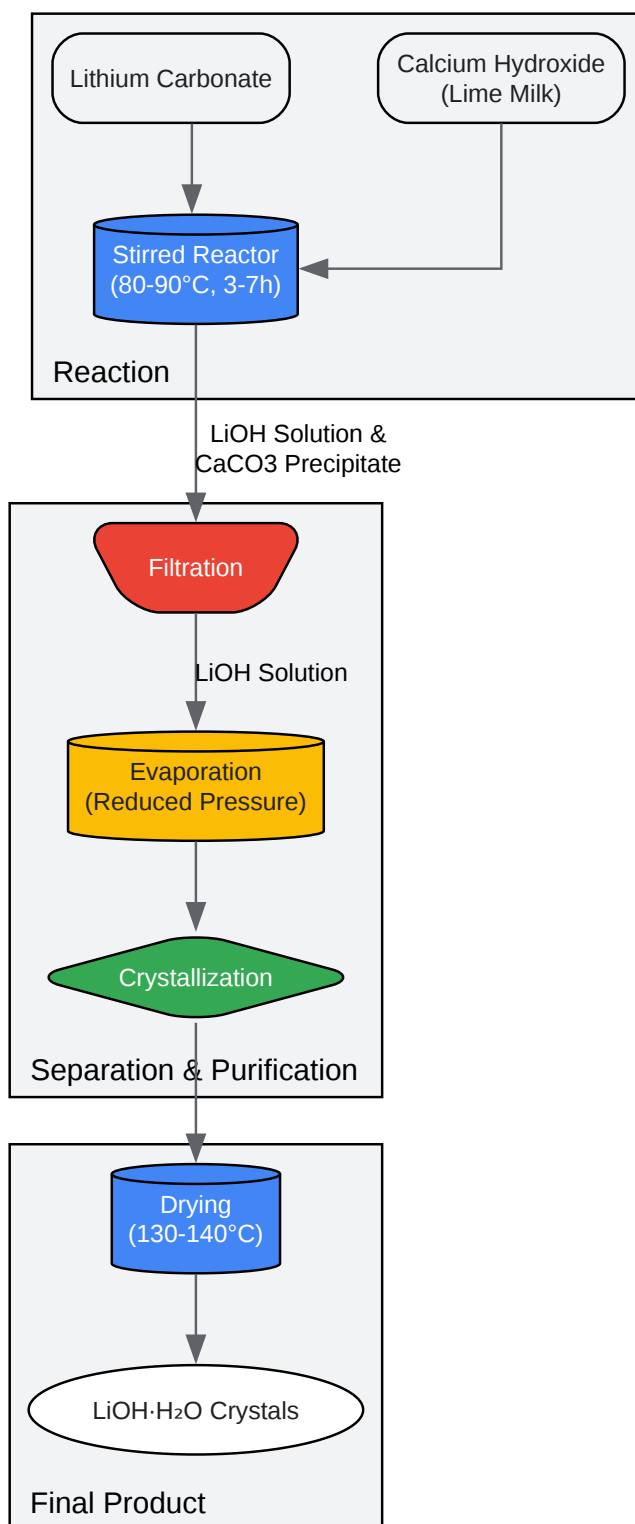 Lithium Carbonate
Calcium Hydroxide
(Lime Milk)
Stirred Reactor
(80-90°C, 3-7h)
Reaction
LiOH Solution &
CaCO3 Precipitate
Filtration
LiOH Solution
Evaporation
(Reduced Pressure)
Crystallization
Separation & Purification
Drying
(130-140°C)
LiOH·H₂O Crystals
Final Product